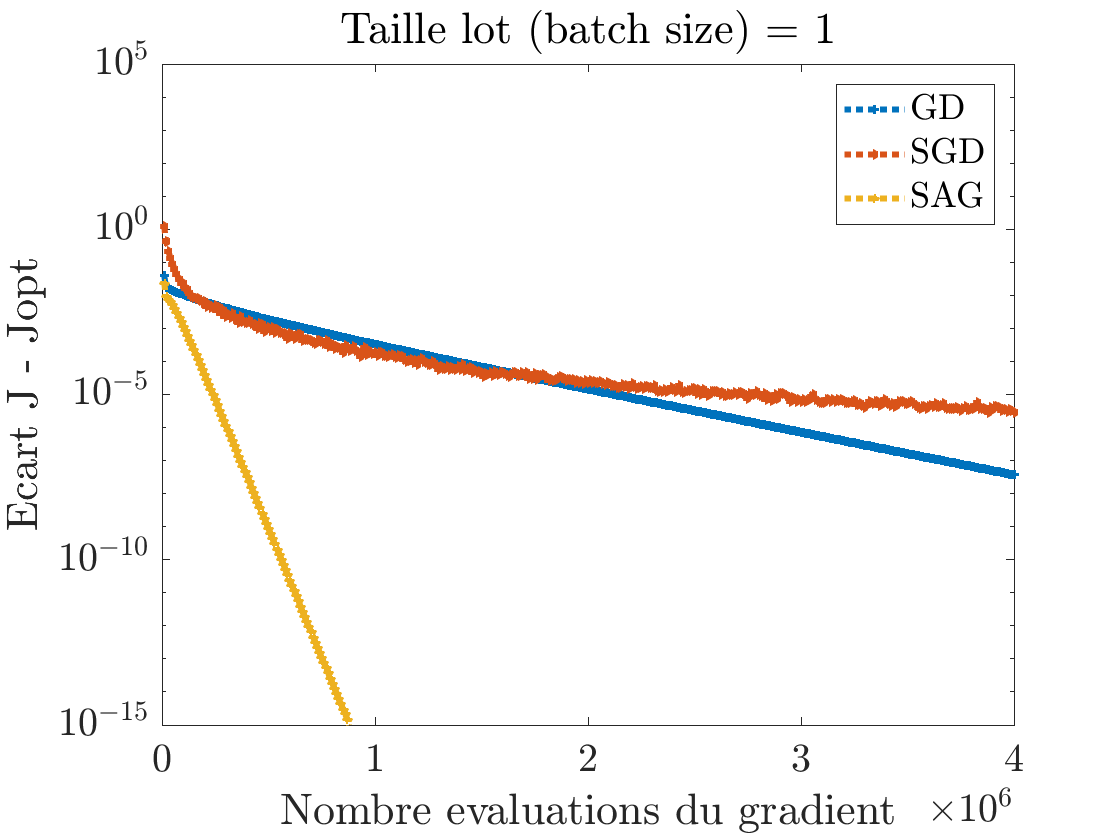 Taille lot (batch size) = 1
10^5
10^0
10^{-5}
10^{-10}
10^{-15}
Ecart J - Jopt
GD
SGD
SAG
0 1 2 3 4
Nombre evaluations du gradient ×10^6